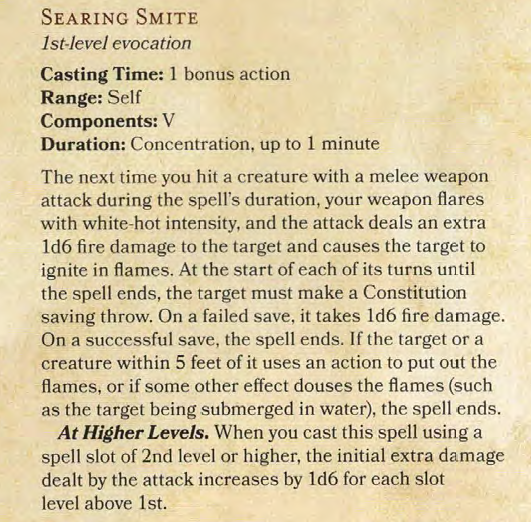 SEARING SMITE
1st-level evocation
Casting Time: 1 bonus action
Range: Self
Components: V
Duration: Concentration, up to 1 minute
The next time you hit a creature with a melee weapon
attack during the spell's duration, your weapon flares
with white-hot intensity, and the attack deals an extra
1d6 fire damage to the target and causes the target to
ignite in flames. At the start of each of its turns until
the spell ends, the target must make a Constitution
saving throw. On a failed save, it takes 1d6 fire damage.
On a successful save, the spell ends. If the target or a
creature within 5 feet of it uses an action to put out the
flames, or if some other effect douses the flames (such
as the target being submerged in water), the spell ends.
At Higher Levels. When you cast this spell using a
spell slot of 2nd level or higher, the initial extra damage
dealt by the attack increases by 1d6 for each slot
level above 1st.